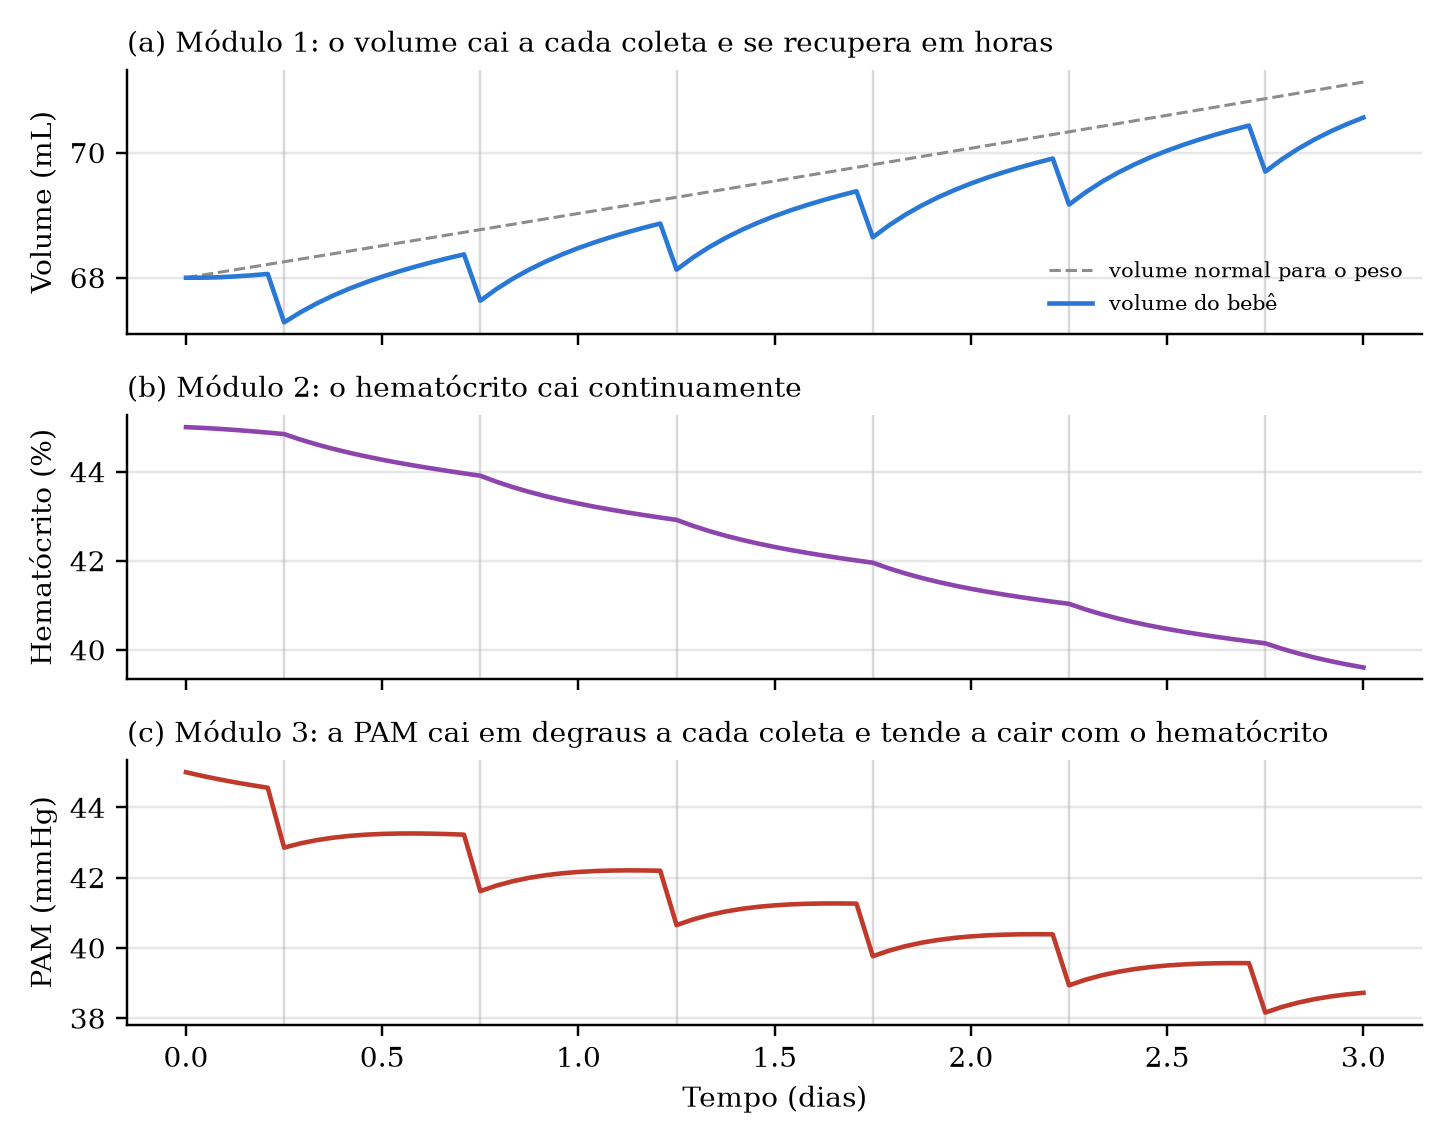 (a) Módulo 1: o volume cai a cada coleta e se recupera em horas
Volume (mL)
70
68
volume normal para o peso
volume do bebê
(b) Módulo 2: o hematócrito cai continuamente
Hematócrito (%)
44
42
40
(c) Módulo 3: a PAM cai em degraus a cada coleta e tende a cair com o hematócrito
PAM (mmHg)
44
42
40
38
0.0 0.5 1.0 1.5 2.0 2.5 3.0
Tempo (dias)